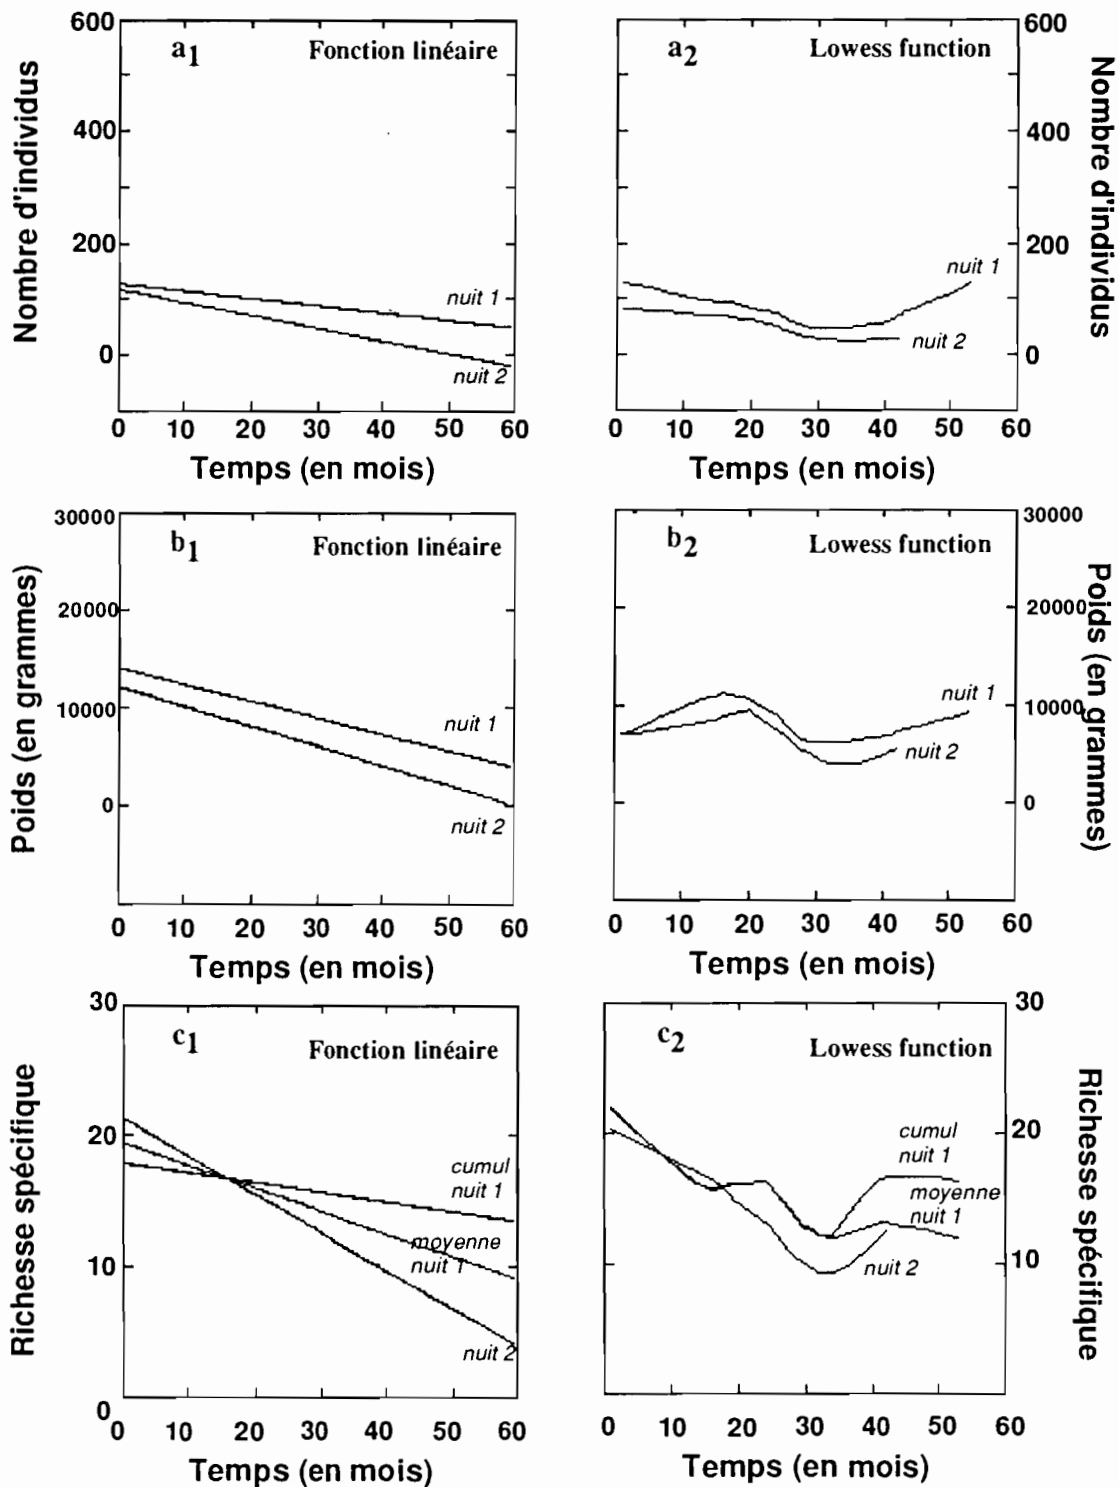 600
400
200
0
Nombre d'individus
a1
Fonction linéaire
nuit 1
nuit 2
0 10 20 30 40 50 60
Temps (en mois)
a2
Lowess function
nuit 1
nuit 2
600
400
200
0
Nombre d'individus
0 10 20 30 40 50 60
Temps (en mois)
30000
20000
10000
0
Poids (en grammes)
b1
Fonction linéaire
nuit 1
nuit 2
0 10 20 30 40 50 60
Temps (en mois)
b2
Lowess function
nuit 1
nuit 2
30000
20000
10000
0
Poids (en grammes)
0 10 20 30 40 50 60
Temps (en mois)
30
20
10
0
Richesse spécifique
c1
Fonction linéaire
cumul
nuit 1
moyenne
nuit 1
nuit 2
0 10 20 30 40 50 60
Temps (en mois)
c2
Lowess function
cumul
nuit 1
moyenne
nuit 1
nuit 2
30
20
10
Richesse spécifique
0 10 20 30 40 50 60
Temps (en mois)